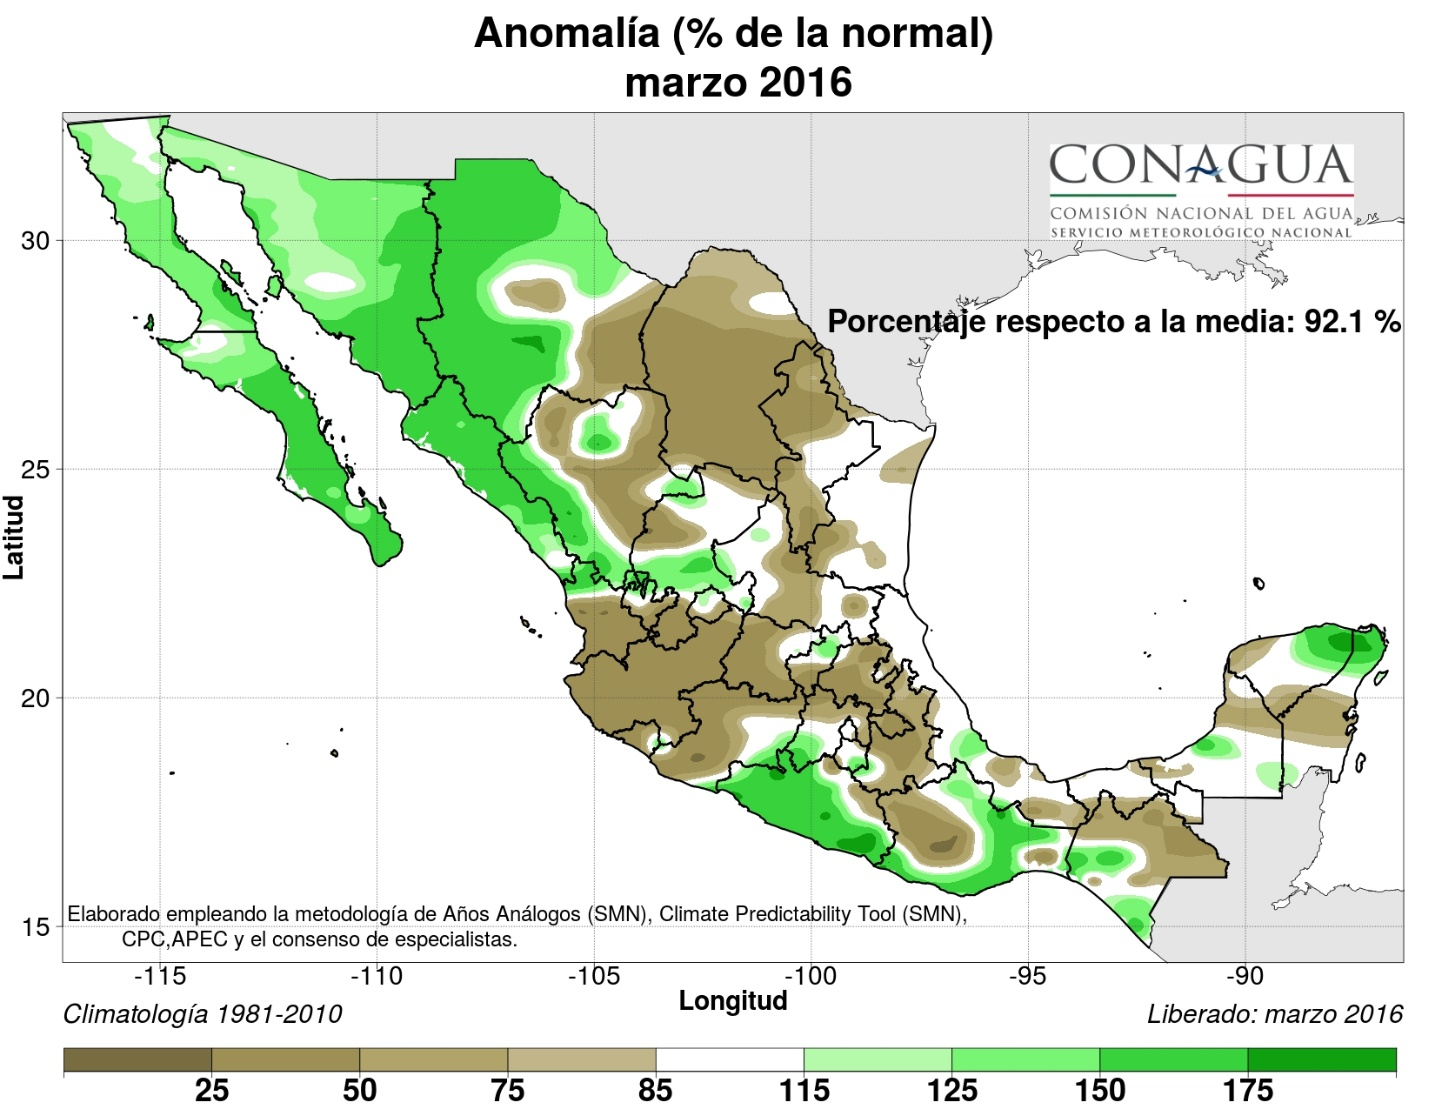 Anomalía (% de la normal)
marzo 2016
CONAGUA
COMISIÓN NACIONAL DEL AGUA
SERVICIO METEOROLÓGICO NACIONAL
Porcentaje respecto a la media: 92.1 %
30
25
20
15
Latitud
Elaborado empleando la metodología de Años Análogos (SMN), Climate Predictability Tool (SMN),
CPC,APEC y el consenso de especialistas.
-115 -110 -105 -100 -95 -90
Longitud
Climatología 1981-2010
Liberado: marzo 2016
25 50 75 85 115 125 150 175